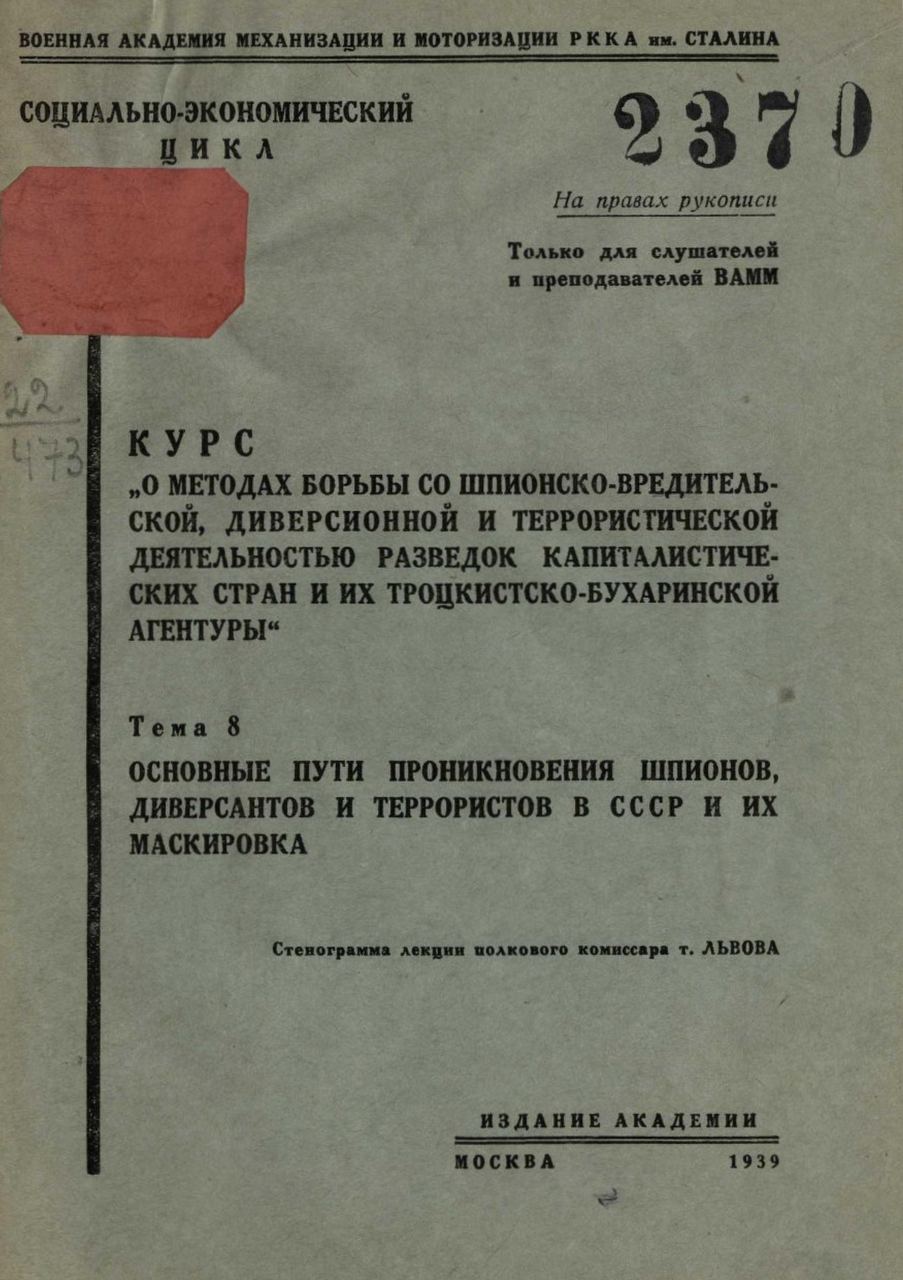 ВОЕННАЯ АКАДЕМИЯ МЕХАНИЗАЦИИ И МОТОРИЗАЦИИ РККА им. СТАЛИНА
СОЦИАЛЬНО-ЭКОНОМИЧЕСКИЙ
ЦИКЛ
2370
На правах рукописи
Только для слушателей
и преподавателей ВАММ
22
473
КУРС
„О МЕТОДАХ БОРЬБЫ СО ШПИОНСКО-ВРЕДИТЕЛЬ-
СКОЙ, ДИВЕРСИОННОЙ И ТЕРРОРИСТИЧЕСКОЙ
ДЕЯТЕЛЬНОСТЬЮ РАЗВЕДОК КАПИТАЛИСТИЧЕ-
СКИХ СТРАН И ИХ ТРОЦКИСТСКО-БУХАРИНСКОЙ
АГЕНТУРЫ“
Тема 8
ОСНОВНЫЕ ПУТИ ПРОНИКНОВЕНИЯ ШПИОНОВ,
ДИВЕРСАНТОВ И ТЕРРОРИСТОВ В СССР И ИХ
МАСКИРОВКА
Стенограмма лекции полкового комиссара т. ЛЬВОВА
ИЗДАНИЕ АКАДЕМИИ
МОСКВА 1939